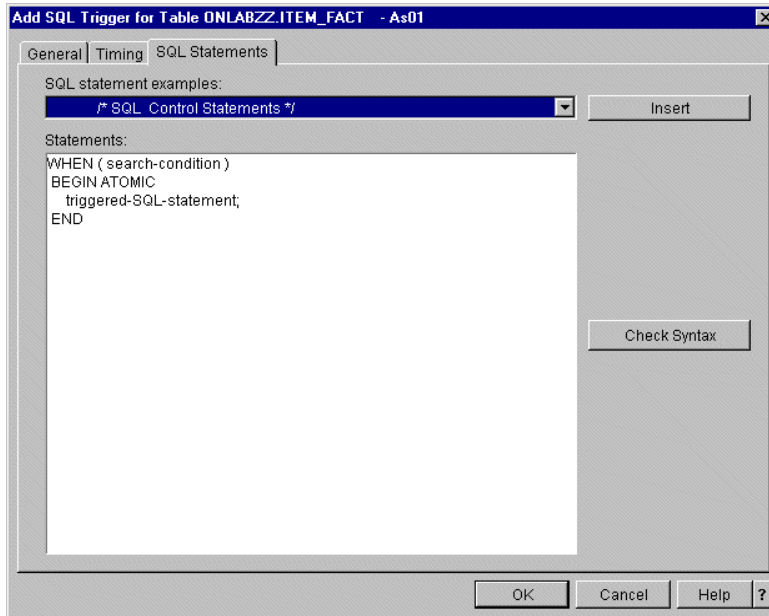 Add SQL Trigger for Table ONLABZZ.ITEM_FACT - As01
General Timing SQL Statements
SQL statement examples:
/* SQL Control Statements */
Insert
Statements:
WHEN ( search-condition )
BEGIN ATOMIC
triggered-SQL-statement;
END
Check Syntax
OK Cancel Help ?